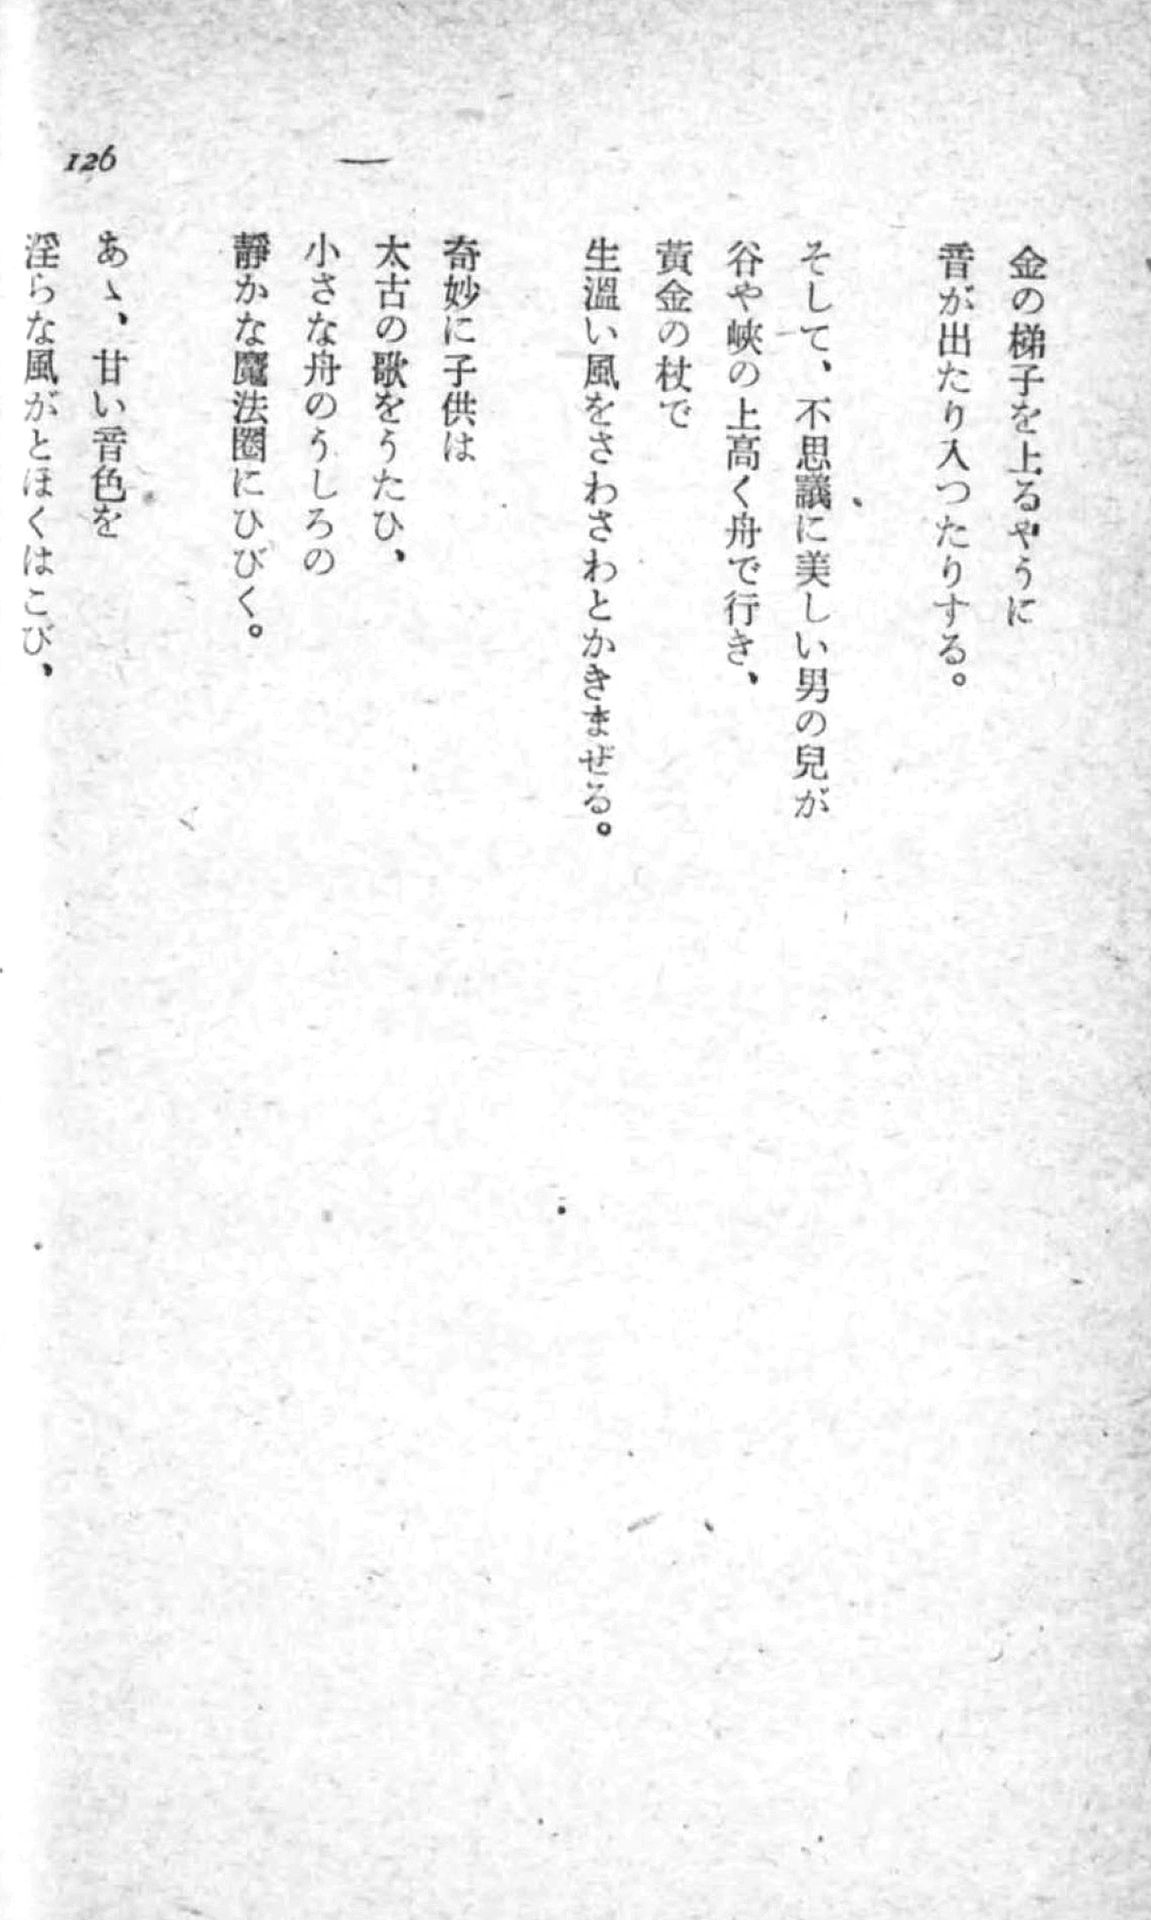 126
金の梯子を上るやうに
音が出たり入つたりする。
そして、不思議に美しい男の兒が
谷や峽の上高く舟で行き、
黃金の杖で
生溫い風をさわさわとかきまぜる。
奇妙に子供は
太古の歌をうたひ、
小さな舟のうしろの
靜かな魔法圈にひびく。
あゝ、甘い音色を
淫らな風がとほくはこび、